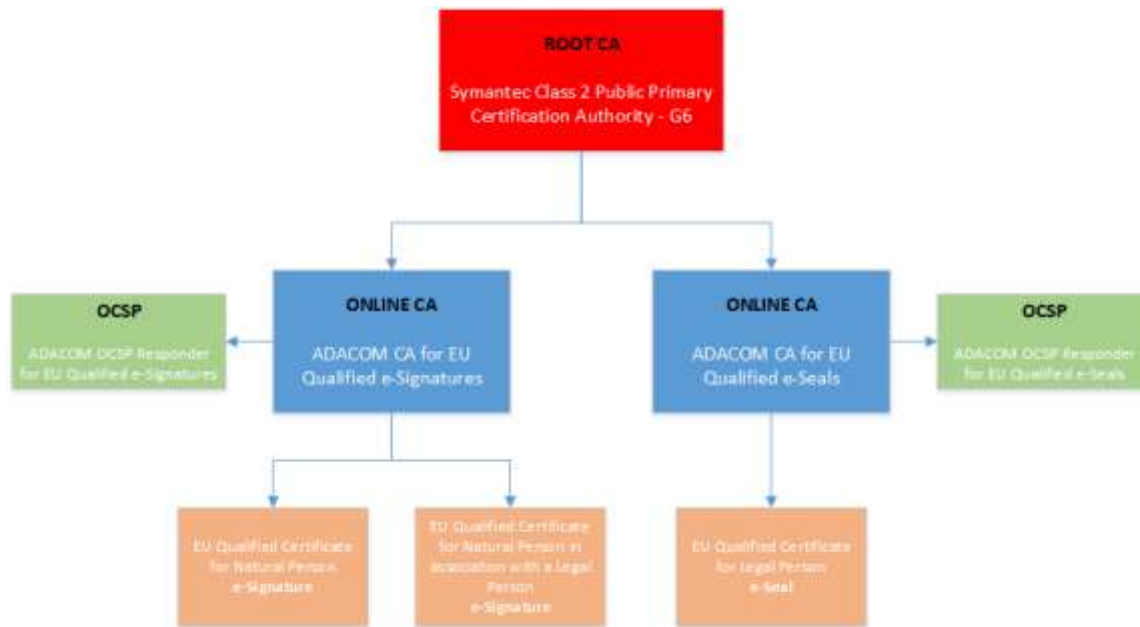 ROOT CA
Symantec Class 2 Public Primary
Certification Authority - G6
OCSP
ADACOM OCSP Responder
for EU Qualified e-Signatures
ONLINE CA
ADACOM CA for EU
Qualified e-Signatures
ONLINE CA
ADACOM CA for EU
Qualified e-Seals
OCSP
ADACOM OCSP Responder
for EU Qualified e-Seals
EU Qualified Certificate
for Natural Person
e-Signature
EU Qualified Certificate
for Natural Person in
association with a Legal
Person
e-Signature
EU Qualified Certificate
for Legal Person
e-Seal